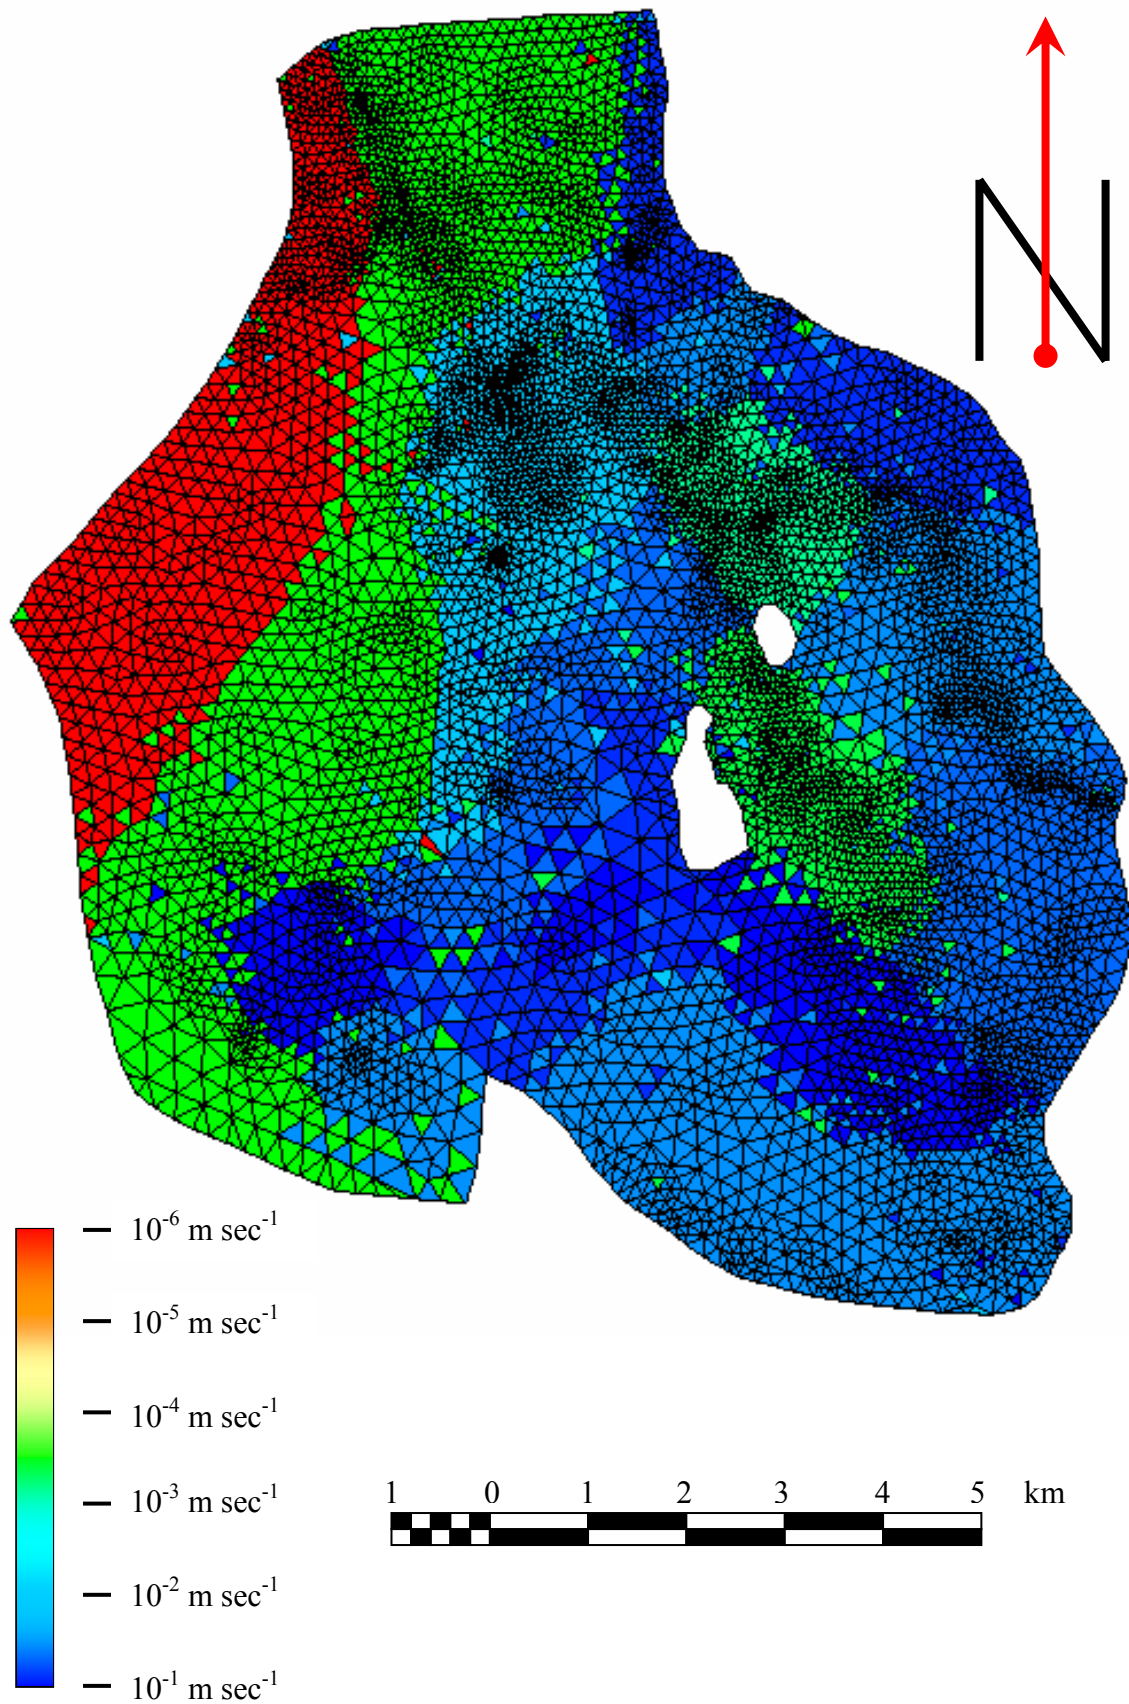 N
10⁻⁶ m sec⁻¹
10⁻⁵ m sec⁻¹
10⁻⁴ m sec⁻¹
10⁻³ m sec⁻¹
10⁻² m sec⁻¹
10⁻¹ m sec⁻¹
1 0 1 2 3 4 5 km